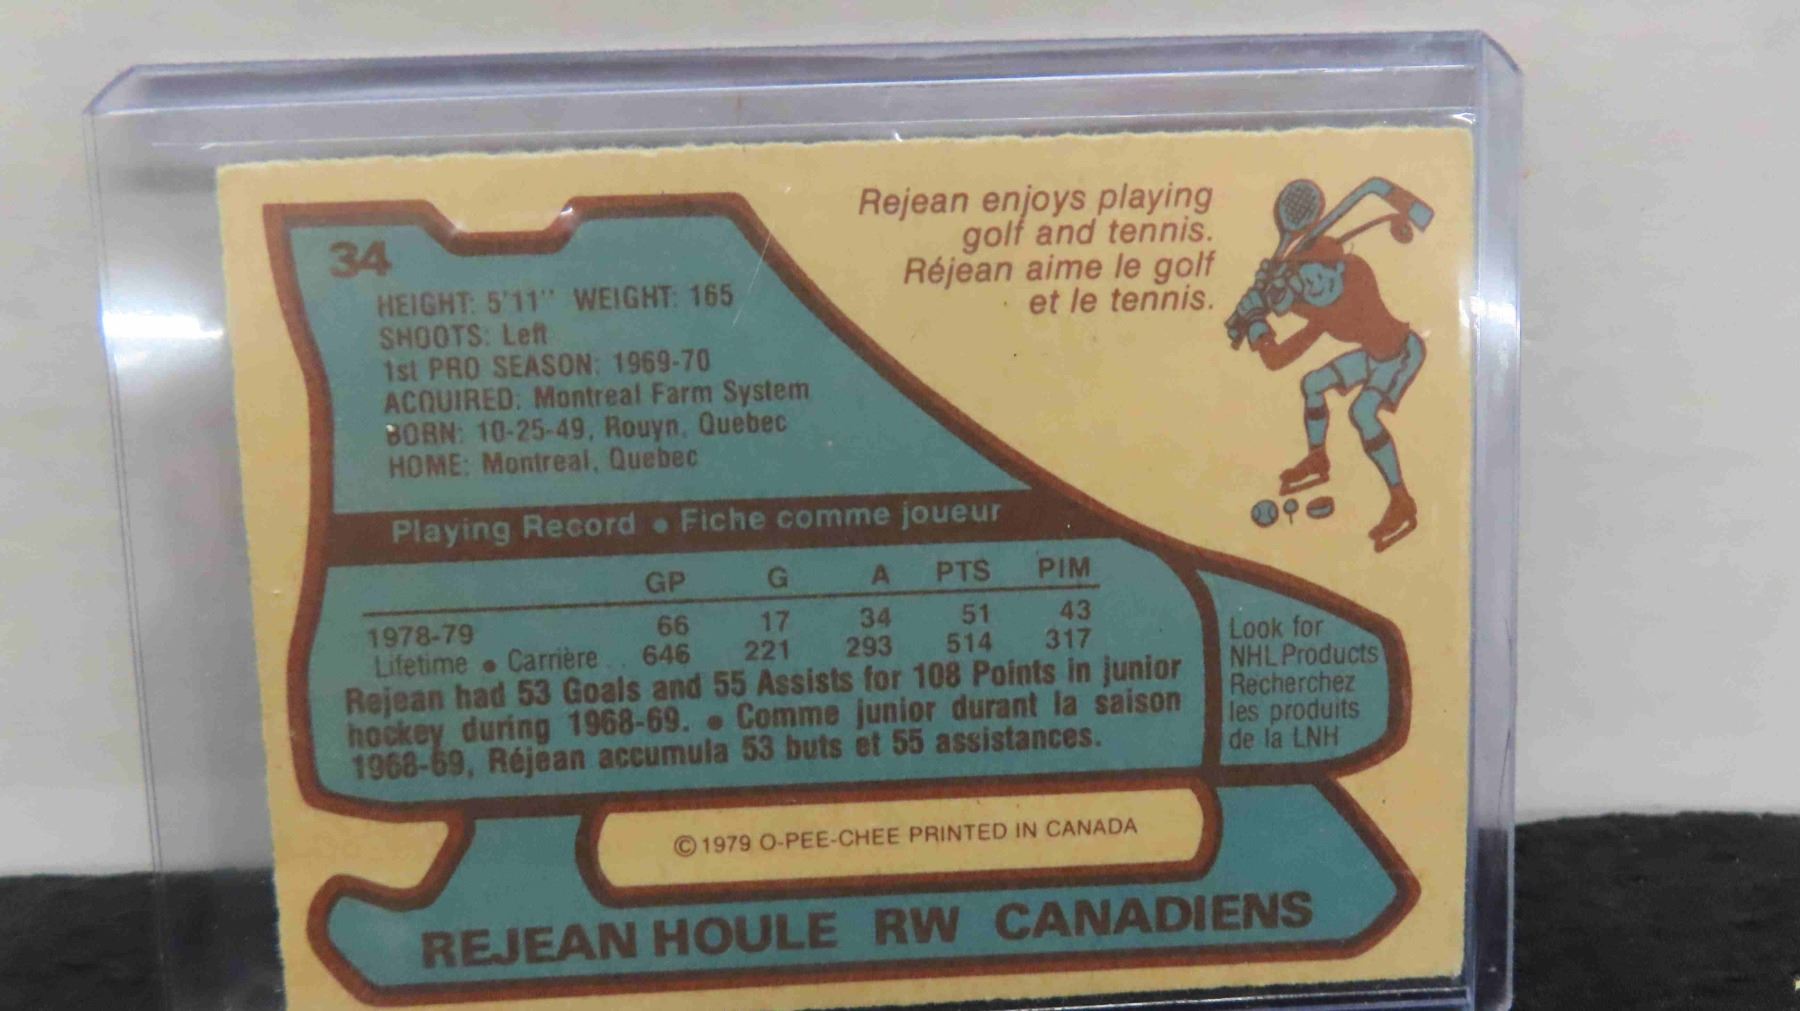 Rejean enjoys playing
golf and tennis.
Réjean aime le golf
et le tennis.
34
HEIGHT: 5'11" WEIGHT: 165
SHOOTS: Left
1st PRO SEASON: 1969-70
ACQUIRED: Montreal Farm System
BORN: 10-25-49, Rouyn, Quebec
HOME: Montreal, Quebec
Playing Record • Fiche comme joueur
GP G A PTS PIM
1978-79 66 17 34 51 43
Lifetime • Carrière .. 646 221 293 514 317
Rejean had 53 Goals and 55 Assists for 108 Points in junior
hockey during 1968-69. • Comme junior durant la saison
1968-69, Réjean accumula 53 buts et 55 assistances.
Look for
NHL Products
Recherchez
les produits
de la LNH
© 1979 O-PEE-CHEE PRINTED IN CANADA
REJEAN HOULE RW CANADIENS